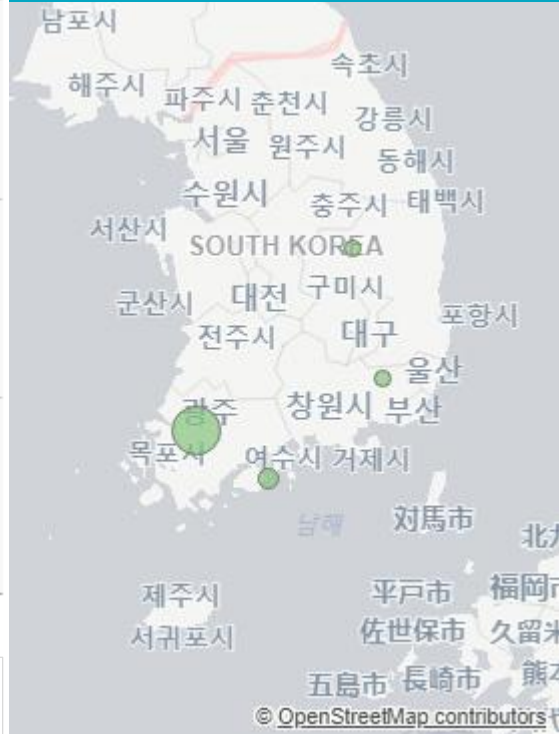 남포시
속초시
해주시
파주시 춘천시
강릉시
서울 원주시
동해시
수원시
충주시 태백시
서산시
SOUTH KOREA
군산시 대전 구미시
포항시
전주시 대구
울산
광주 창원시 부산
목포시 여수시 거제시
남해
対馬市
제주시 平戸市 福岡市
서귀포시 佐世保市 久留米
五島市 長崎市
© OpenStreetMap contributors